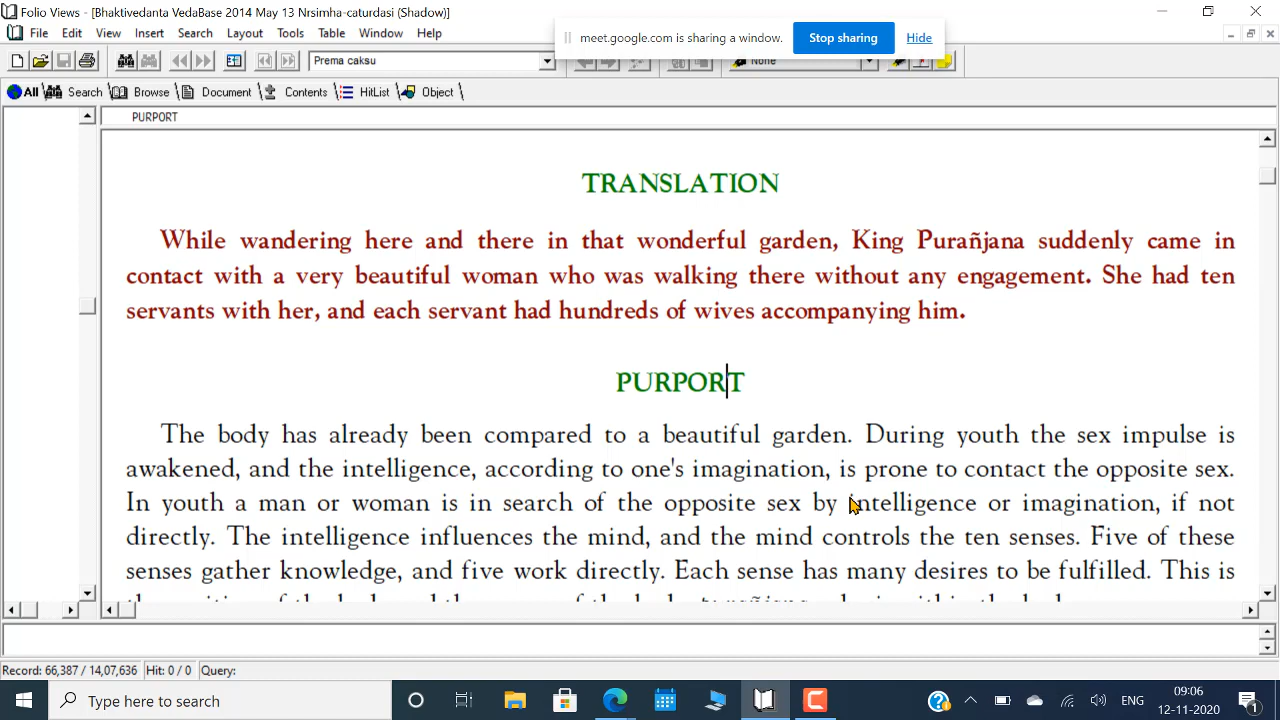 Folio Views - [Bhaktivedanta VedaBase 2014 May 13 Nrsimha-caturdasi (Shadow)]
meet.google.com is sharing a window. Stop sharing Hide
File Edit View Insert Search Layout Tools Table Window Help
Prema caksu None
All Search Browse Document Contents HitList Object
PURPORT
TRANSLATION
While wandering here and there in that wonderful garden, King Purañjana suddenly came in
contact with a very beautiful woman who was walking there without any engagement. She had ten
servants with her, and each servant had hundreds of wives accompanying him.
PURPORT
The body has already been compared to a beautiful garden. During youth the sex impulse is
awakened, and the intelligence, according to one's imagination, is prone to contact the opposite sex.
In youth a man or woman is in search of the opposite sex by intelligence or imagination, if not
directly. The intelligence influences the mind, and the mind controls the ten senses. Five of these
senses gather knowledge, and five work directly. Each sense has many desires to be fulfilled. This is
Record: 66,387 / 14,07,636 Hit: 0 / 0 Query:
Type here to search
ENG
09:06
12-11-2020
1